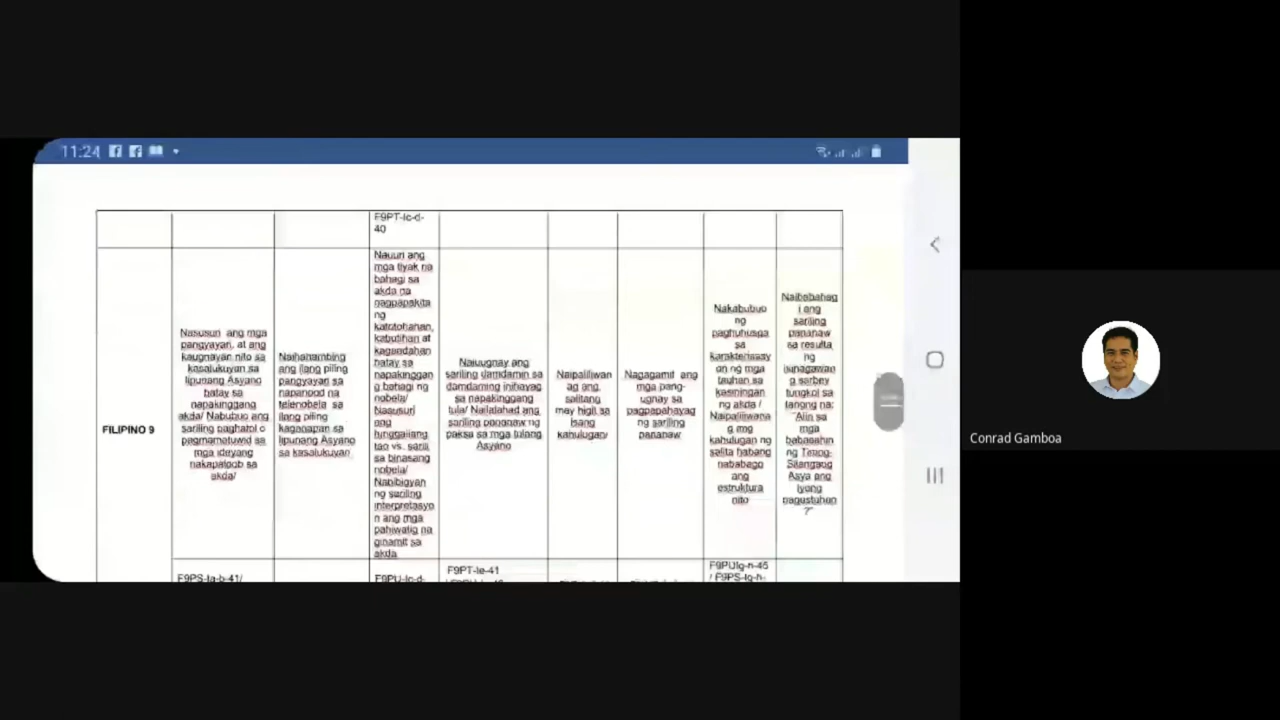 11:24
F9PT-Ic-d-
40
FILIPINO 9
Nasusuri ang mga
pangyayari, at ang
kaugnayan nito sa
kasalukuyan sa
lipunang Asyano
batay sa
napakinggang
akda/ Nabubuo ang
sariling paghatol o
pagmamatuwid sa
mga ideyang
nakapaloob sa
akda/
Naihahambing
ang ilang piling
pangyayari sa
napanood na
telenobela sa
ilang piling
kaganapan sa
lipunang Asyano
sa kasalukuyan
Nauuri ang
mga tiyak na
bahagi sa
akda na
nagpapakita
ng
katotohanan,
kabutihan at
kagandahan
batay sa
napakinggan
g bahagi ng
nobela/
Nasusuri
ang
tunggaliang
tao vs. sarili
sa binasang
nobela/
Nabibigyan
ng sariling
interpretasyo
n ang mga
pahiwatig na
ginamit sa
akda
Naiuugnay ang
sariling damdamin sa
damdaming inihayag
sa napakinggang
tula/ Nailalahad ang
sariling pananaw ng
paksa sa mga tulang
Asyano
Naipaliliwan
ag ang
salitang
may higit sa
isang
kahulugan/
Nagagamit ang
mga pang-
ugnay sa
pagpapahayag
ng sariling
pananaw
Nakabubuo
ng
paghuhusga
sa
karakterisasy
on ng mga
tauhan sa
kasiningan
ng akda /
Naipaliliwana
g ang
kahulugan ng
salita habang
nababago
ang
estruktura
nito
Naibabahag
i ang
sariling
pananaw
sa resulta
ng
isinagawan
g sarbey
tungkol sa
tanong na:
"Alin sa
mga
babasahin
ng Timog-
Silangang
Asya ang
iyong
nagustuhan
?"
F9PS-Ia-b-41/
F9PU-Ic-d-
F9PT-Ie-41
F9PUIg-h-45
/ F9PS-Ig-h-
Conrad Gamboa